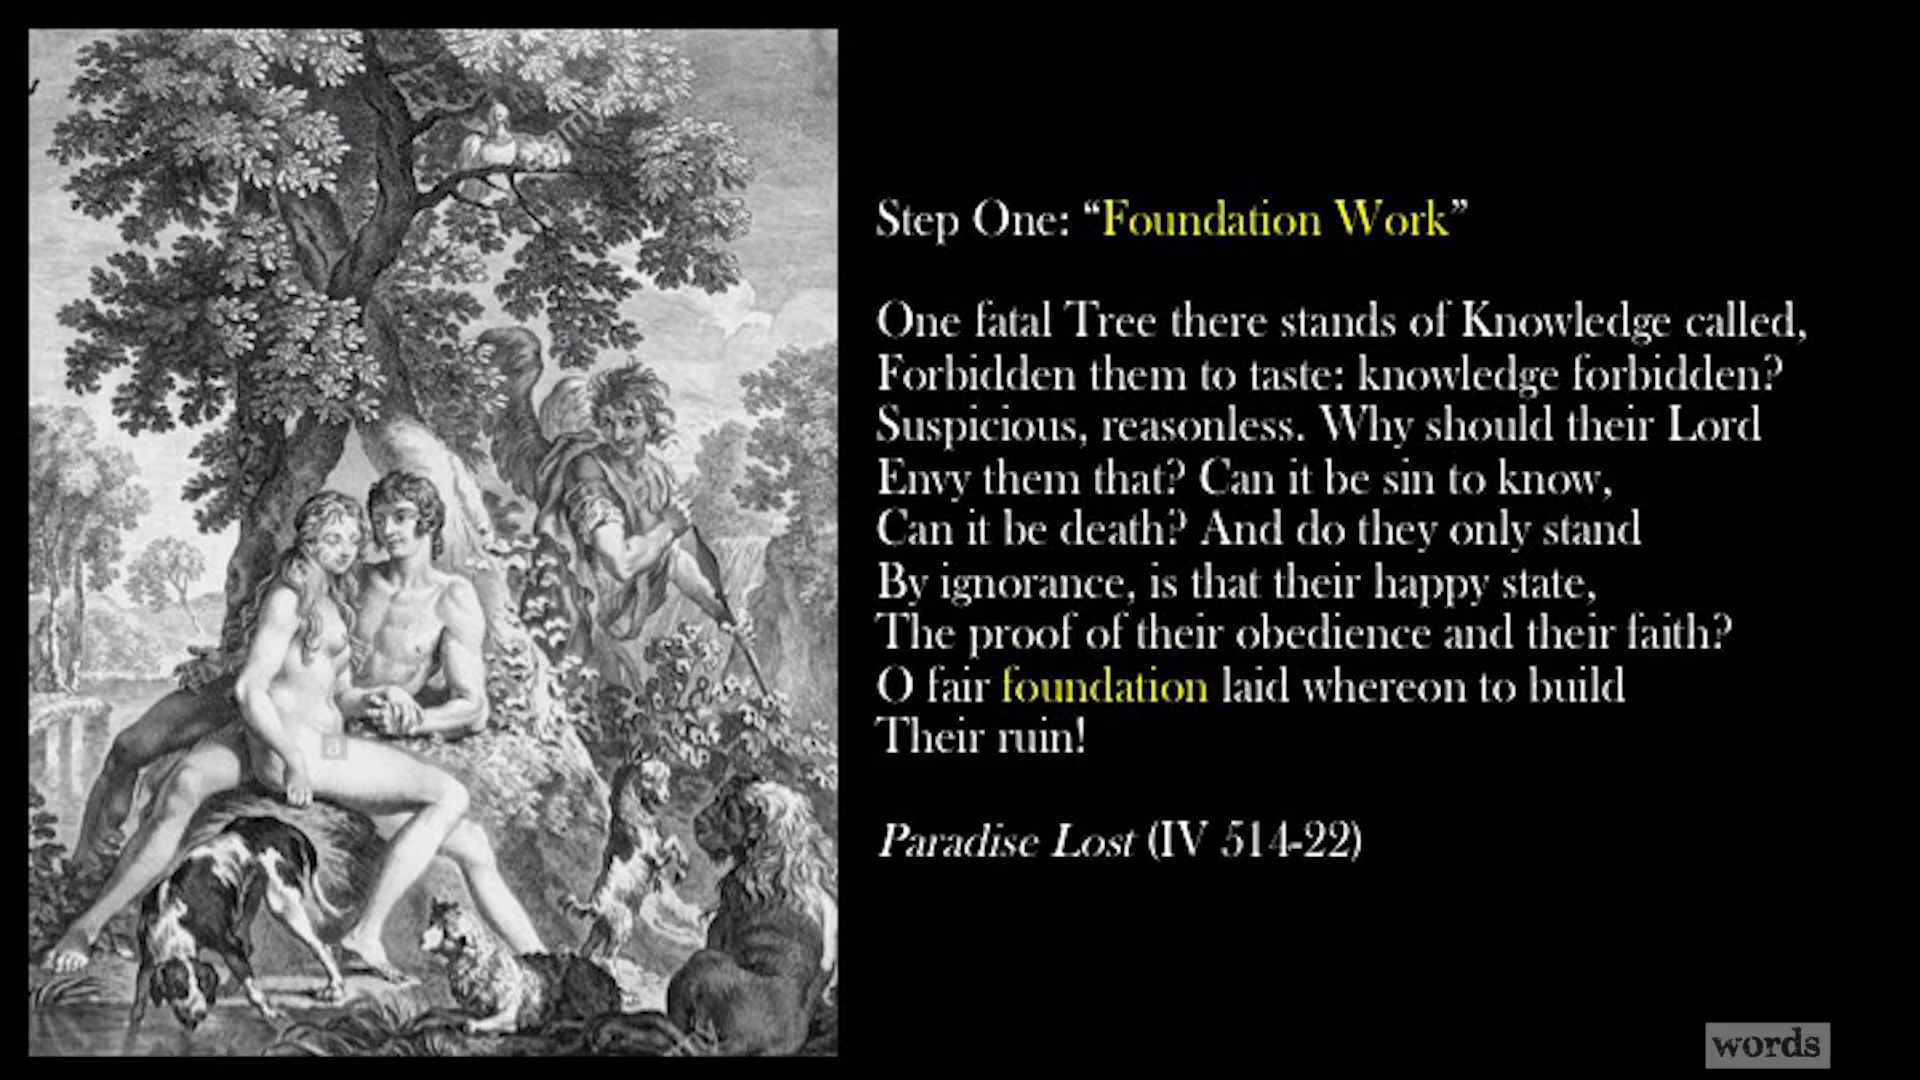 Step One: “Foundation Work”
One fatal Tree there stands of Knowledge called,
Forbidden them to taste: knowledge forbidden?
Suspicious, reasonless. Why should their Lord
Envy them that? Can it be sin to know,
Can it be death? And do they only stand
By ignorance, is that their happy state,
The proof of their obedience and their faith?
O fair foundation laid whereon to build
Their ruin!
Paradise Lost (IV 514-22)
words
a